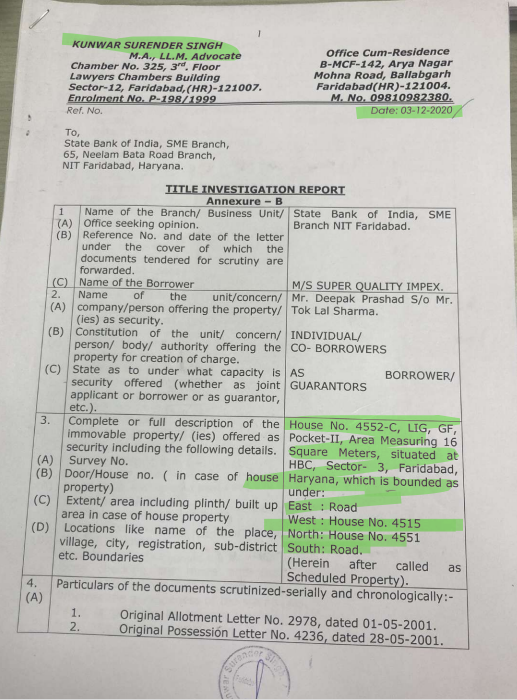 1
KUNWAR SURENDER SINGH
M.A., LL.M. Advocate
Chamber No. 325, 3rd. Floor
Lawyers Chambers Building
Sector-12, Faridabad,(HR)-121007.
Enrolment No. P-198/1999
Office Cum-Residence
B-MCF-142, Arya Nagar
Mohna Road, Ballabgarh
Faridabad(HR)-121004.
M. No. 09810982380.
Ref. No.
Date: 03-12-2020
To,
State Bank of India, SME Branch,
65, Neelam Bata Road Branch,
NIT Faridabad, Haryana.
TITLE INVESTIGATION REPORT
Annexure – B
1 Name of the Branch/ Business Unit/
(A) Office seeking opinion.
State Bank of India, SME
Branch NIT Faridabad.
(B) Reference No. and date of the letter
under the cover of which the
documents tendered for scrutiny are
forwarded.
(C) Name of the Borrower
M/S SUPER QUALITY IMPEX.
2. Name of the unit/concern/
(A) company/person offering the property/
(ies) as security.
Mr. Deepak Prashad S/o Mr.
Tok Lal Sharma.
(B) Constitution of the unit/ concern/
person/ body/ authority offering the
property for creation of charge.
INDIVIDUAL/
CO- BORROWERS
(C) State as to under what capacity is
security offered (whether as joint
applicant or borrower or as guarantor,
etc.).
AS BORROWER/
GUARANTORS
3. Complete or full description of the
immovable property/ (ies) offered as
security including the following details.
(A) Survey No.
(B) Door/House no. ( in case of house
property)
(C) Extent/ area including plinth/ built up
area in case of house property
(D) Locations like name of the place,
village, city, registration, sub-district
etc. Boundaries
House No. 4552-C, LIG, GF,
Pocket-II, Area Measuring 16
Square Meters, situated at
HBC, Sector- 3, Faridabad,
Haryana, which is bounded as
under:
East : Road
West : House No. 4515
North: House No. 4551
South: Road.
(Herein after called as
Scheduled Property).
4. Particulars of the documents scrutinized-serially and chronologically:-
(A)
1. Original Allotment Letter No. 2978, dated 01-05-2001.
2. Original Possession Letter No. 4236, dated 28-05-2001.